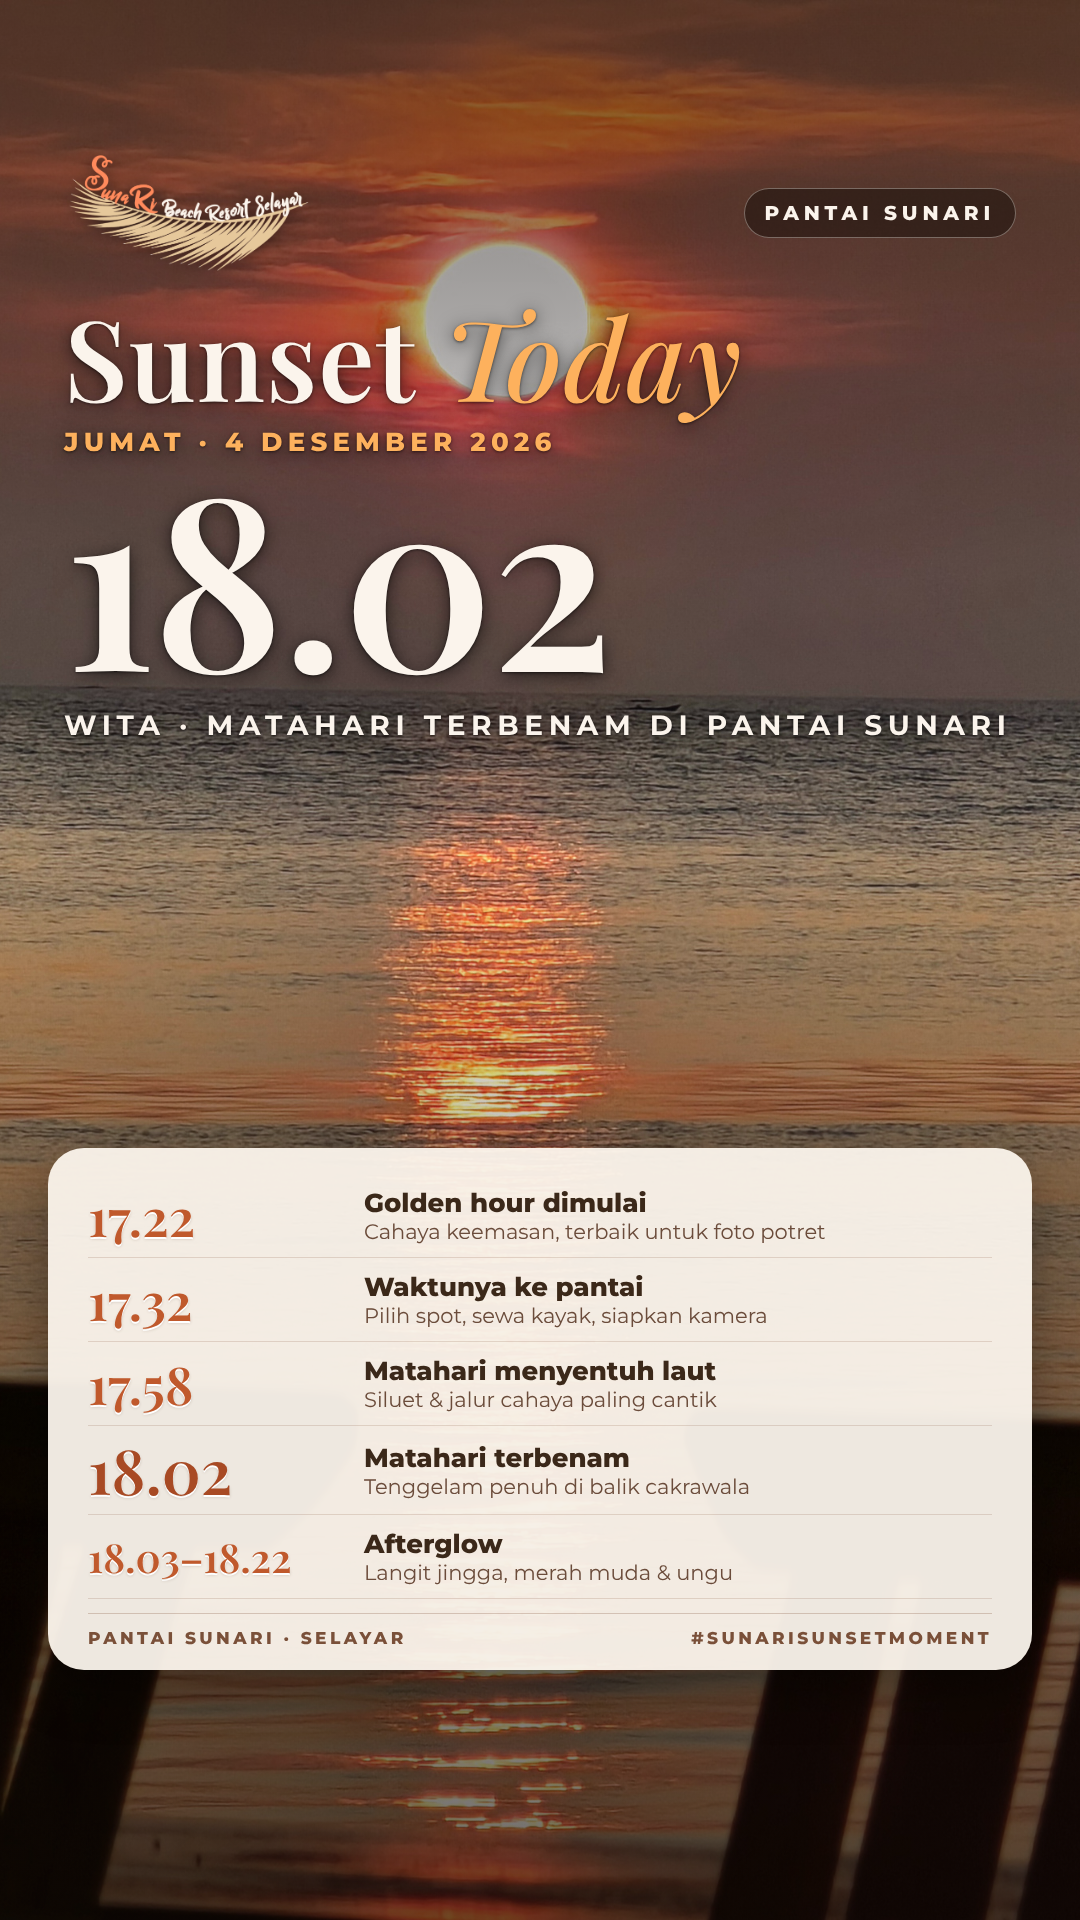 SunaRi Beach Resort Selayar
PANTAI SUNARI
Sunset Today
JUMAT · 4 DESEMBER 2026
18.02
WITA · MATAHARI TERBENAM DI PANTAI SUNARI
17.22 Golden hour dimulai
Cahaya keemasan, terbaik untuk foto potret
17.32 Waktunya ke pantai
Pilih spot, sewa kayak, siapkan kamera
17.58 Matahari menyentuh laut
Siluet & jalur cahaya paling cantik
18.02 Matahari terbenam
Tenggelam penuh di balik cakrawala
18.03–18.22 Afterglow
Langit jingga, merah muda & ungu
PANTAI SUNARI · SELAYAR
#SUNARISUNSETMOMENT